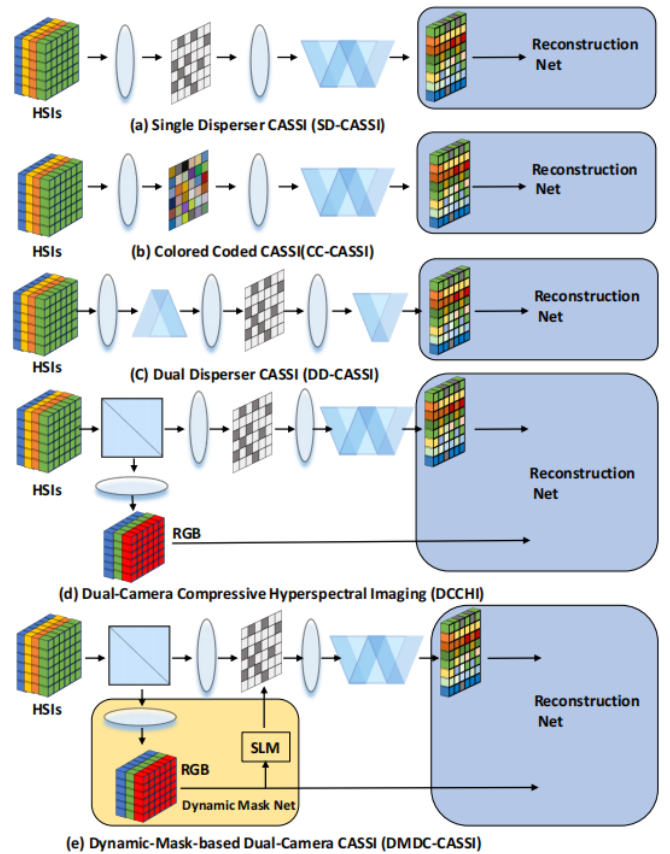 Reconstruction
Net
HSIs
(a) Single Disperser CASSI (SD-CASSI)
Reconstruction
Net
HSIs
(b) Colored Coded CASSI(CC-CASSI)
Reconstruction
Net
HSIs
(C) Dual Disperser CASSI (DD-CASSI)
HSIs
Reconstruction
Net
RGB
(d) Dual-Camera Compressive Hyperspectral Imaging (DCCHI)
HSIs
Reconstruction
Net
SLM
RGB
Dynamic Mask Net
(e) Dynamic-Mask-based Dual-Camera CASSI (DMDC-CASSI)